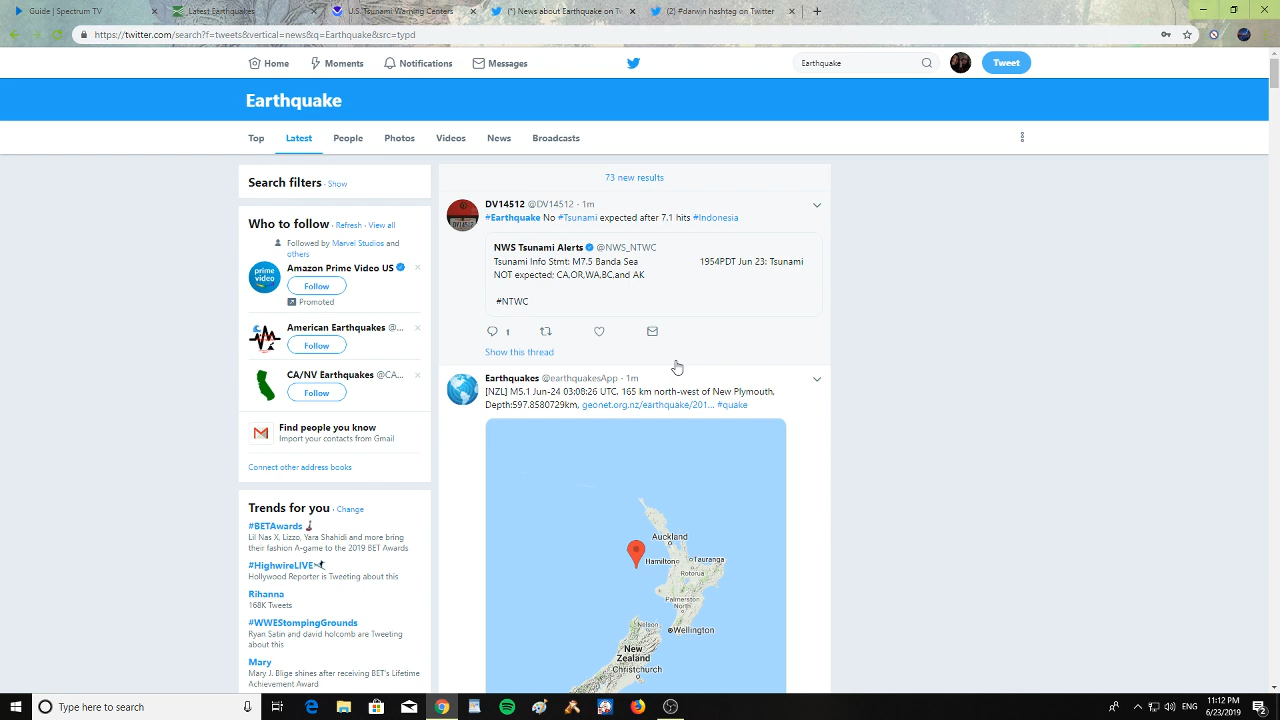 Guide
Latest Earthquakes
U.S. Tsunami Warning Centers
(*) News about Earthquake on Tw
(2) #darwin hashtag on Twitter
https://twitter.com/search?f=tweets&vertical=news&q=Earthquake&src=typd
Home Moments Notifications Messages
Earthquake
Tweet
Earthquake
Top Latest People Photos Videos News Broadcasts
Search filters · Show
Who to follow · Refresh · View all
Followed by Marvel Studios and
others
Amazon Prime Video US
prime
video
Follow
Promoted
American Earthquakes @...
Follow
CA/NV Earthquakes @CA...
Follow
Find people you know
Import your contacts from Gmail
Connect other address books
Trends for you · Change
#BETAwards
Lil Nas X, Lizzo, Yara Shahidi and more bring
their fashion A-game to the 2019 BET Awards
#HighwireLIVE
Hollywood Reporter is Tweeting about this
Rihanna
168K Tweets
#WWEStompingGrounds
Ryan Satin and david holcomb are Tweeting
about this
Mary
Mary J. Blige shines after receiving BET's Lifetime
Achievement Award
73 new results
DV14512 @DV14512 · 1m
#Earthquake No #Tsunami expected after 7.1 hits #Indonesia
NWS Tsunami Alerts @NWS_NTWC
Tsunami Info Stmt: M7.5 Banda Sea 1954PDT Jun 23: Tsunami
NOT expected; CA,OR,WA,BC,and AK
#NTWC
1
Show this thread
Earthquakes @earthquakesApp · 1m
[NZL] M5.1 Jun-24 03:08:26 UTC, 165 km north-west of New Plymouth,
Depth:597.8580729km, geonet.org.nz/earthquake/201... #quake
Auckland
Hamilton
Tauranga
Rotorua
Palmerston
North
Nelson
Wellington
New
Zealand
Christchurch
Type here to search
ENG
11:12 PM
6/23/2019